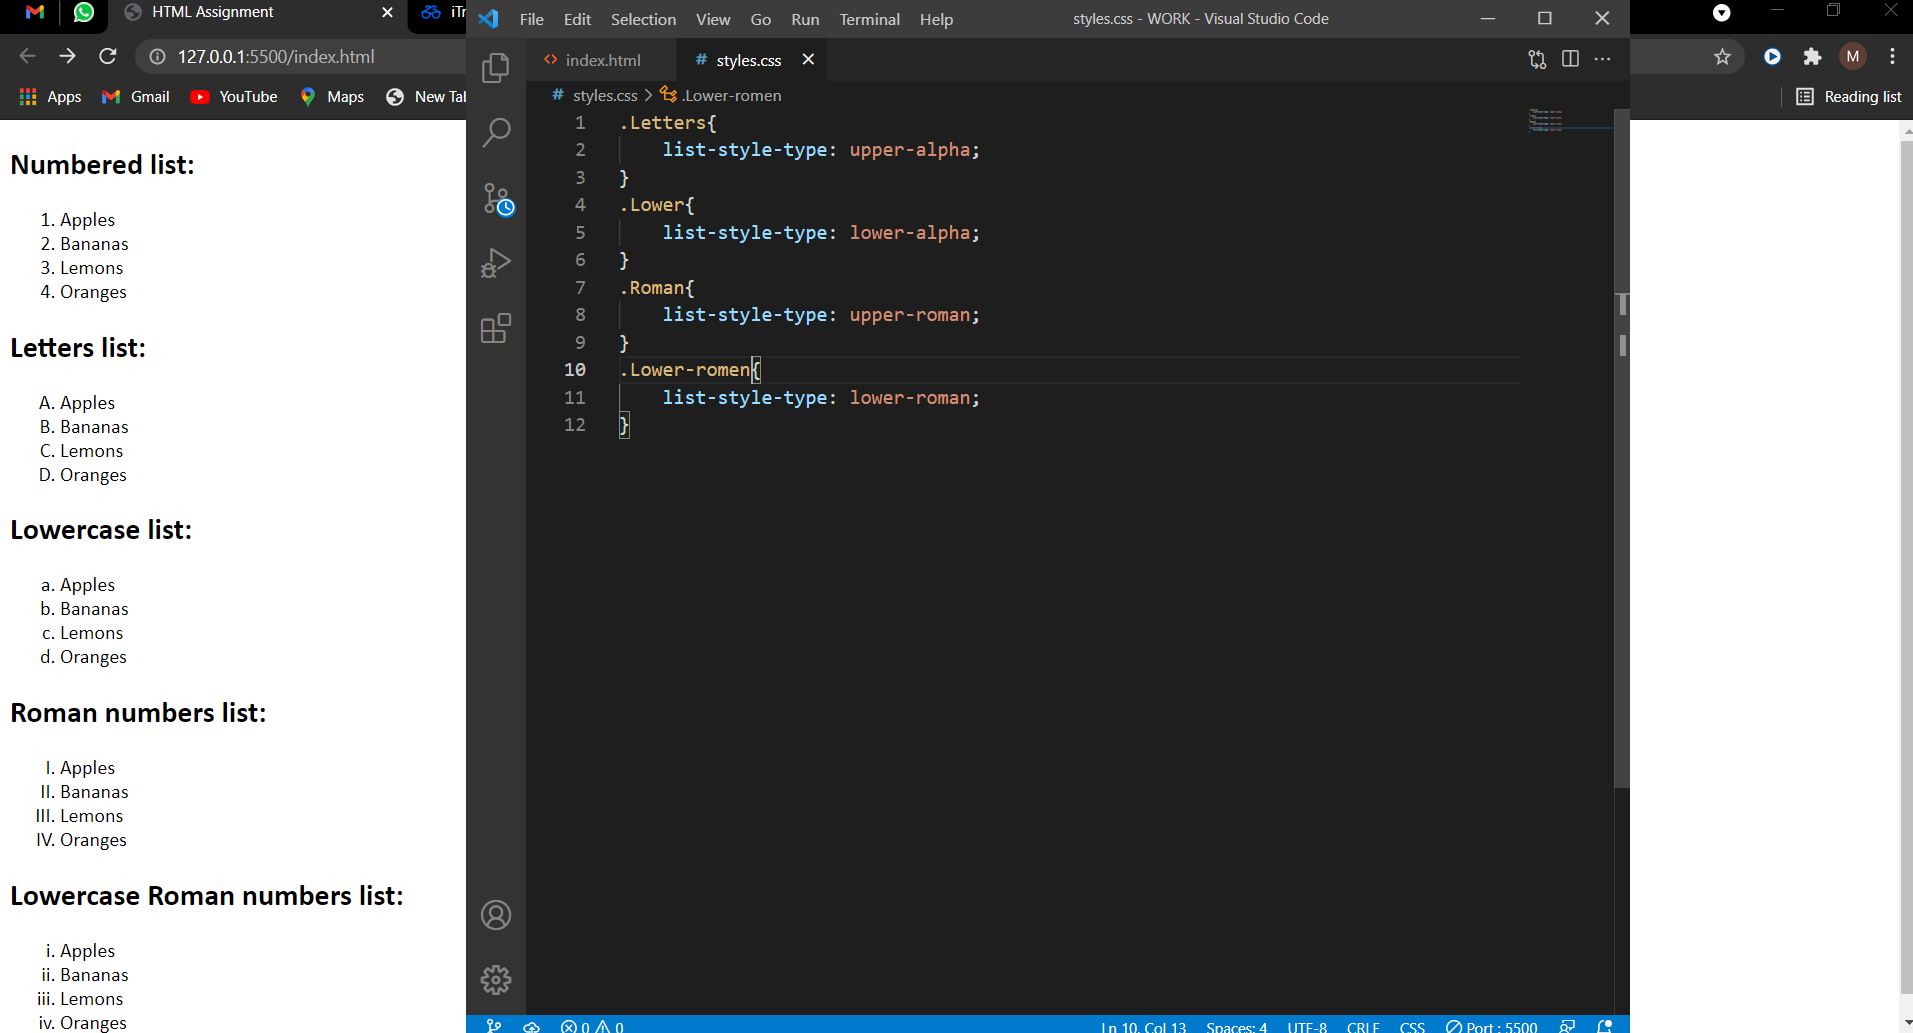 HTML Assignment
iTr
127.0.0.1:5500/index.html
Apps Gmail YouTube Maps New Tab
Numbered list:
1. Apples
2. Bananas
3. Lemons
4. Oranges
Letters list:
A. Apples
B. Bananas
C. Lemons
D. Oranges
Lowercase list:
a. Apples
b. Bananas
c. Lemons
d. Oranges
Roman numbers list:
I. Apples
II. Bananas
III. Lemons
IV. Oranges
Lowercase Roman numbers list:
i. Apples
ii. Bananas
iii. Lemons
iv. Oranges
File Edit Selection View Go Run Terminal Help
styles.css - WORK - Visual Studio Code
<> index.html
# styles.css
# styles.css > .Lower-romen
1 .Letters{
2 list-style-type: upper-alpha;
3 }
4 .Lower{
5 list-style-type: lower-alpha;
6 }
7 .Roman{
8 list-style-type: upper-roman;
9 }
10 .Lower-romen{
11 list-style-type: lower-roman;
12 }
0 0 Ln 10, Col 13 Spaces: 4 UTF-8 CRLF CSS Port : 5500
M
Reading list